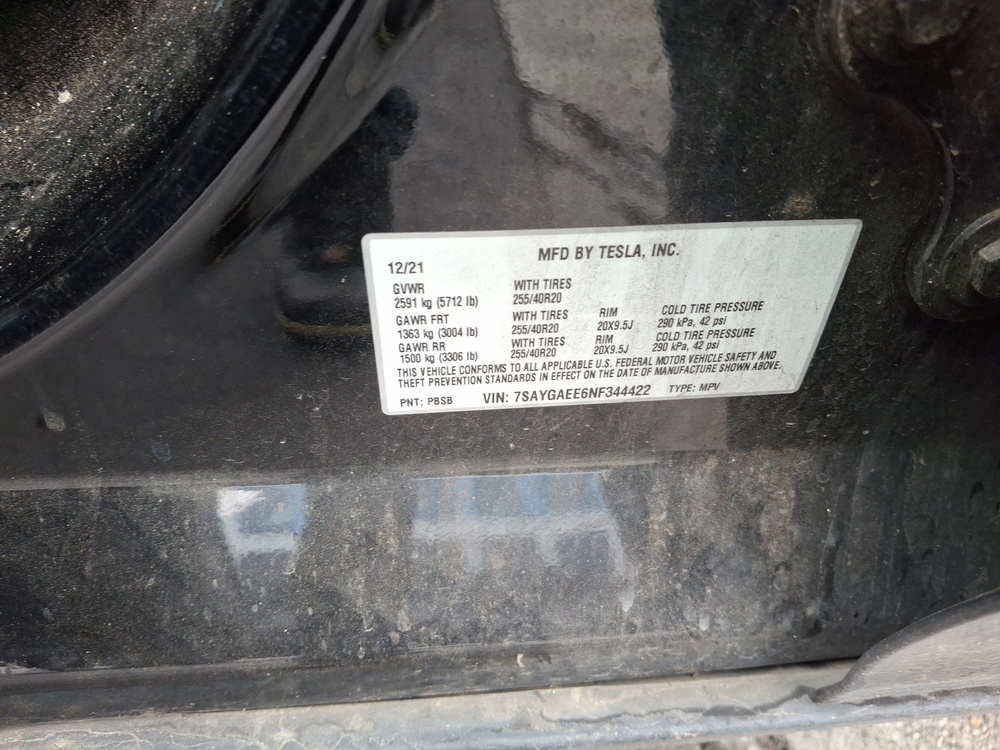 MFD BY TESLA, INC.
12/21
GVWR WITH TIRES
2591 kg (5712 lb) 255/40R20
GAWR FRT WITH TIRES RIM COLD TIRE PRESSURE
1363 kg (3004 lb) 255/40R20 20X9.5J 290 kPa, 42 psi
GAWR RR WITH TIRES RIM COLD TIRE PRESSURE
1500 kg (3306 lb) 255/40R20 20X9.5J 290 kPa, 42 psi
THIS VEHICLE CONFORMS TO ALL APPLICABLE U.S. FEDERAL MOTOR VEHICLE SAFETY AND
THEFT PREVENTION STANDARDS IN EFFECT ON THE DATE OF MANUFACTURE SHOWN ABOVE.
PNT: PBSB VIN: 7SAYGAEE6NF344422 TYPE: MPV